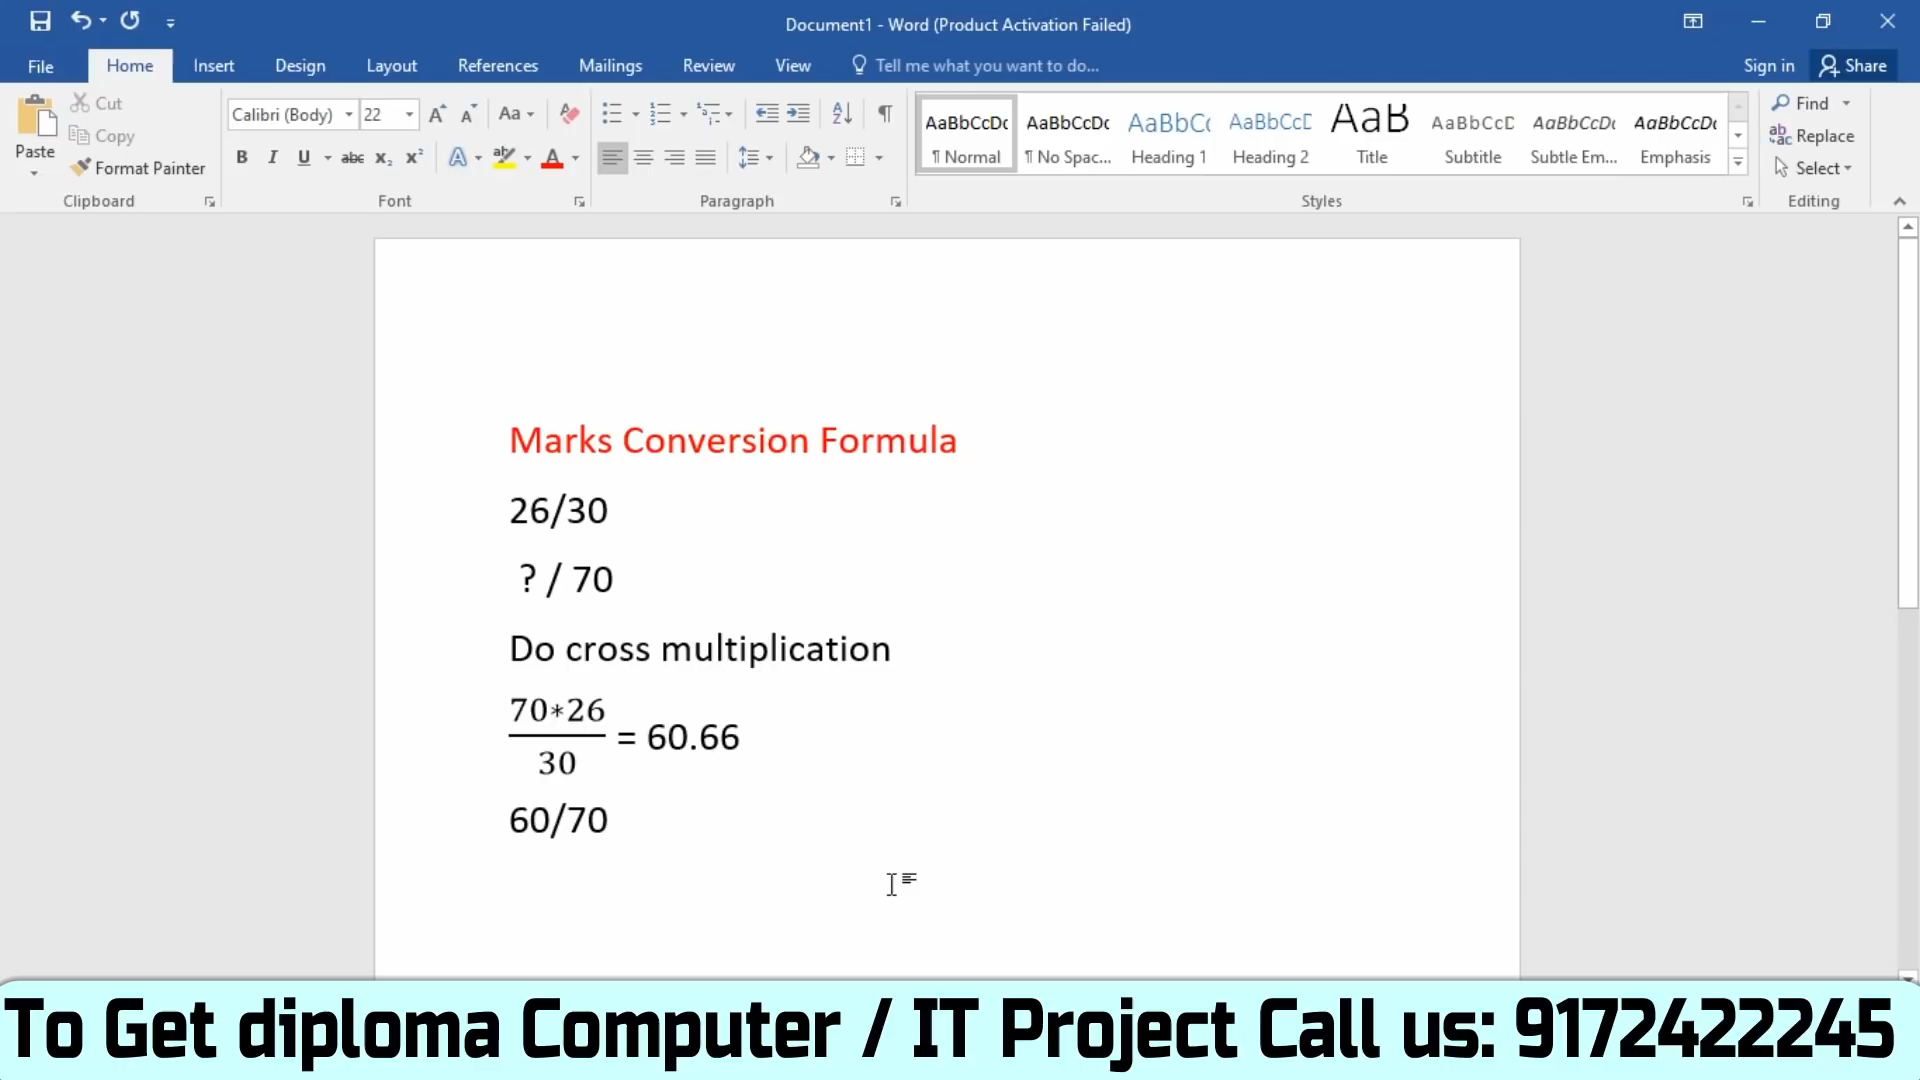 Document1 - Word (Product Activation Failed)
File Home Insert Design Layout References Mailings Review View Tell me what you want to do... Sign in Share
Paste
Cut
Copy
Format Painter
Clipboard
Calibri (Body) 22
Font
Paragraph
AaBbCcDc AaBbCcDc AaBbC AaBbCcD AaB AaBbCcD AaBbCcDc AaBbCcDc
¶ Normal ¶ No Spac... Heading 1 Heading 2 Title Subtitle Subtle Em... Emphasis
Styles
Find
Replace
Select
Editing
Marks Conversion Formula
26/30
? / 70
Do cross multiplication
70*26
30
= 60.66
60/70
To Get diploma Computer / IT Project Call us: 9172422245